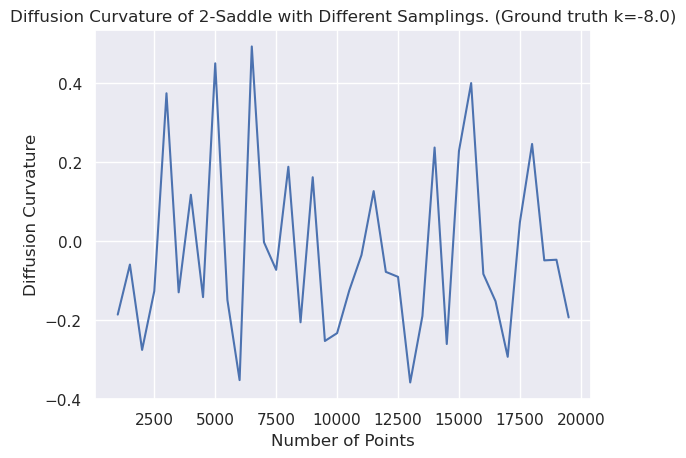 Diffusion Curvature of 2-Saddle with Different Samplings. (Ground truth k=-8.0)
0.4
0.2
0.0
−0.2
−0.4
Diffusion Curvature
2500 5000 7500 10000 12500 15000 17500 20000
Number of Points